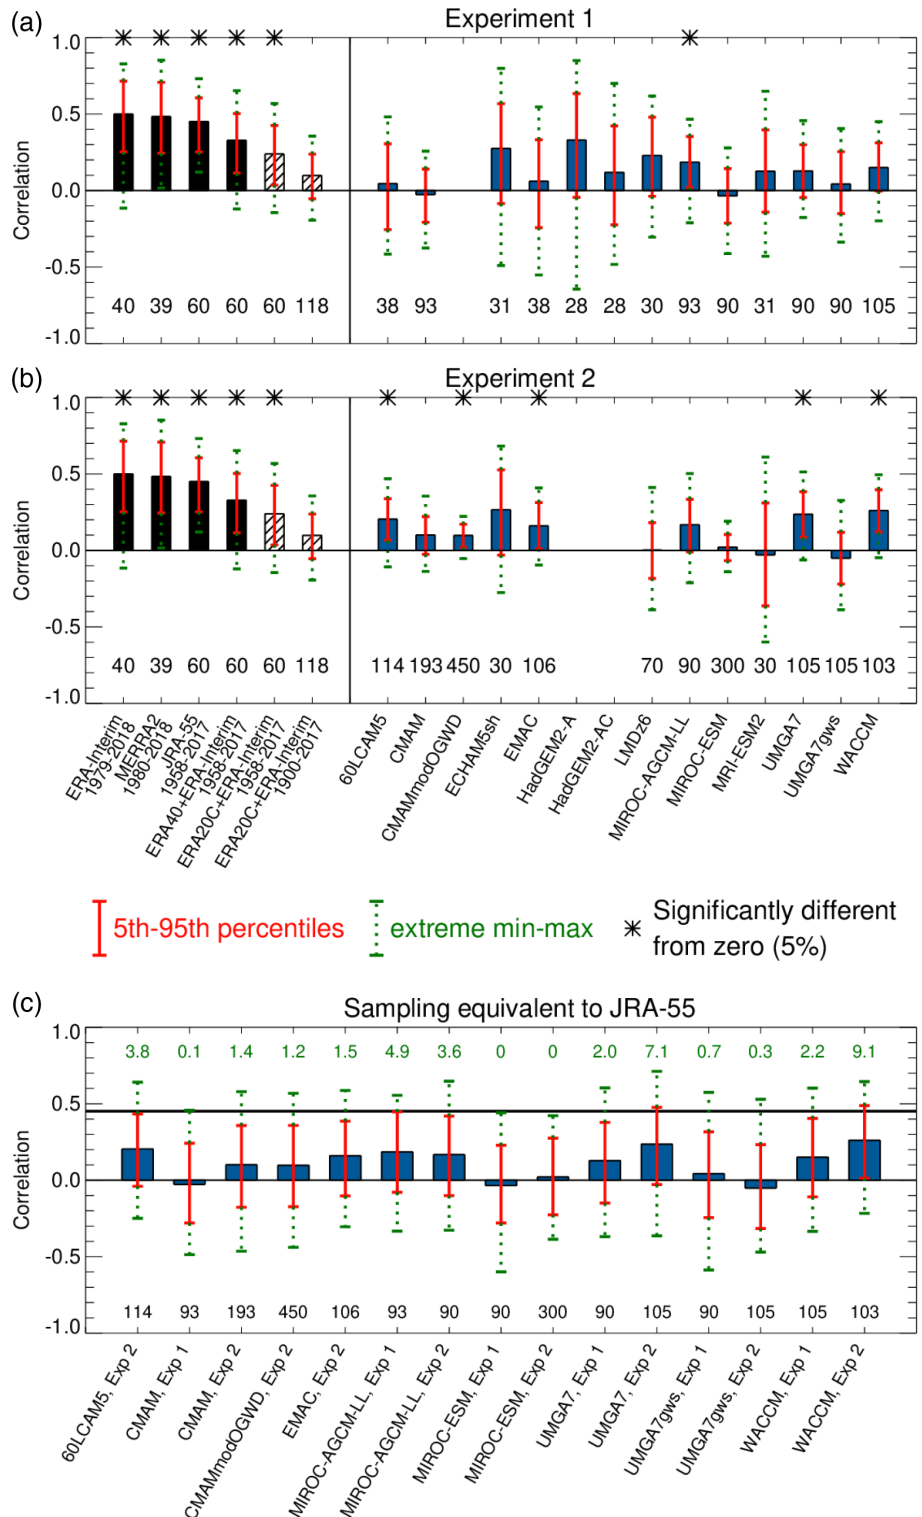 (a)
Experiment 1
1.0
0.5
0.0
-0.5
-1.0
Correlation
40 39 60 60 60 118 38 93 31 38 28 28 30 93 90 31 90 90 105
(b)
Experiment 2
1.0
0.5
0.0
-0.5
-1.0
Correlation
40 39 60 60 60 118 114 193 450 30 106 70 90 300 30 105 105 103
ERA-Interim
1979-2018
MERRA2
1980-2018
JRA-55
1958-2017
ERA40+ERA-Interim
1958-2017
ERA20C+ERA-Interim
1958-2017
ERA20C+ERA-Interim
1900-2017
60LCAM5
CMAM
CMAMmodOGWD
ECHAM5sh
EMAC
HadGEM2-A
HadGEM2-AC
LMD26
MIROC-AGCM-LL
MIROC-ESM
MRI-ESM2
UMGA7
UMGA7gws
WACCM
5th-95th percentiles
extreme min-max
Significantly different
from zero (5%)
(c)
Sampling equivalent to JRA-55
1.0
0.5
0.0
-0.5
-1.0
Correlation
3.8 0.1 1.4 1.2 1.5 4.9 3.6 0 0 2.0 7.1 0.7 0.3 2.2 9.1
114 93 193 450 106 93 90 90 300 90 105 90 105 105 103
60LCAM5, Exp 2
CMAM, Exp 1
CMAM, Exp 2
CMAMmodOGWD, Exp 2
EMAC, Exp 2
MIROC-AGCM-LL, Exp 1
MIROC-AGCM-LL, Exp 2
MIROC-ESM, Exp 1
MIROC-ESM, Exp 2
UMGA7, Exp 1
UMGA7, Exp 2
UMGA7gws, Exp 1
UMGA7gws, Exp 2
WACCM, Exp 1
WACCM, Exp 2